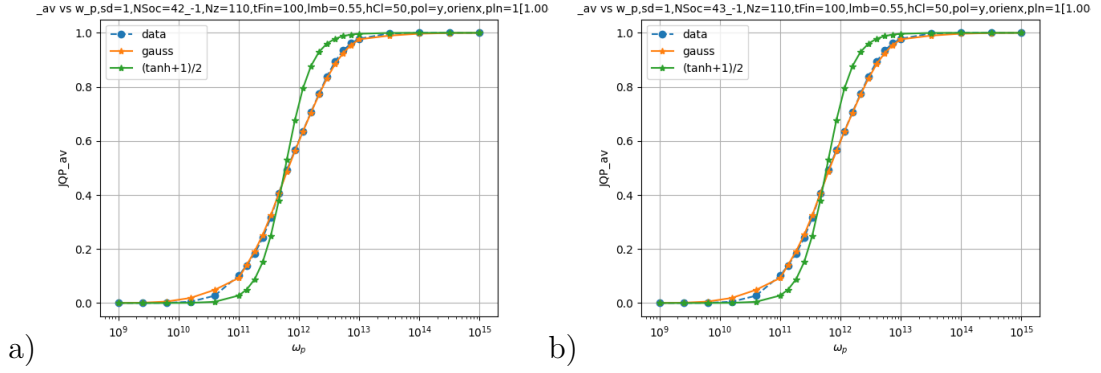 _av vs w_p,sd=1,NSoc=42_-1,Nz=110,tFin=100,lmb=0.55,hCl=50,pol=y,orienx,pln=1[1.00
data
gauss
(tanh+1)/2
JQP_av
1.0
0.8
0.6
0.4
0.2
0.0
10⁹
10¹⁰
10¹¹
10¹²
10¹³
10¹⁴
10¹⁵
ω_p
a)
_av vs w_p,sd=1,NSoc=43_-1,Nz=110,tFin=100,lmb=0.55,hCl=50,pol=y,orienx,pln=1[1.00
data
gauss
(tanh+1)/2
JQP_av
1.0
0.8
0.6
0.4
0.2
0.0
10⁹
10¹⁰
10¹¹
10¹²
10¹³
10¹⁴
10¹⁵
ω_p
b)